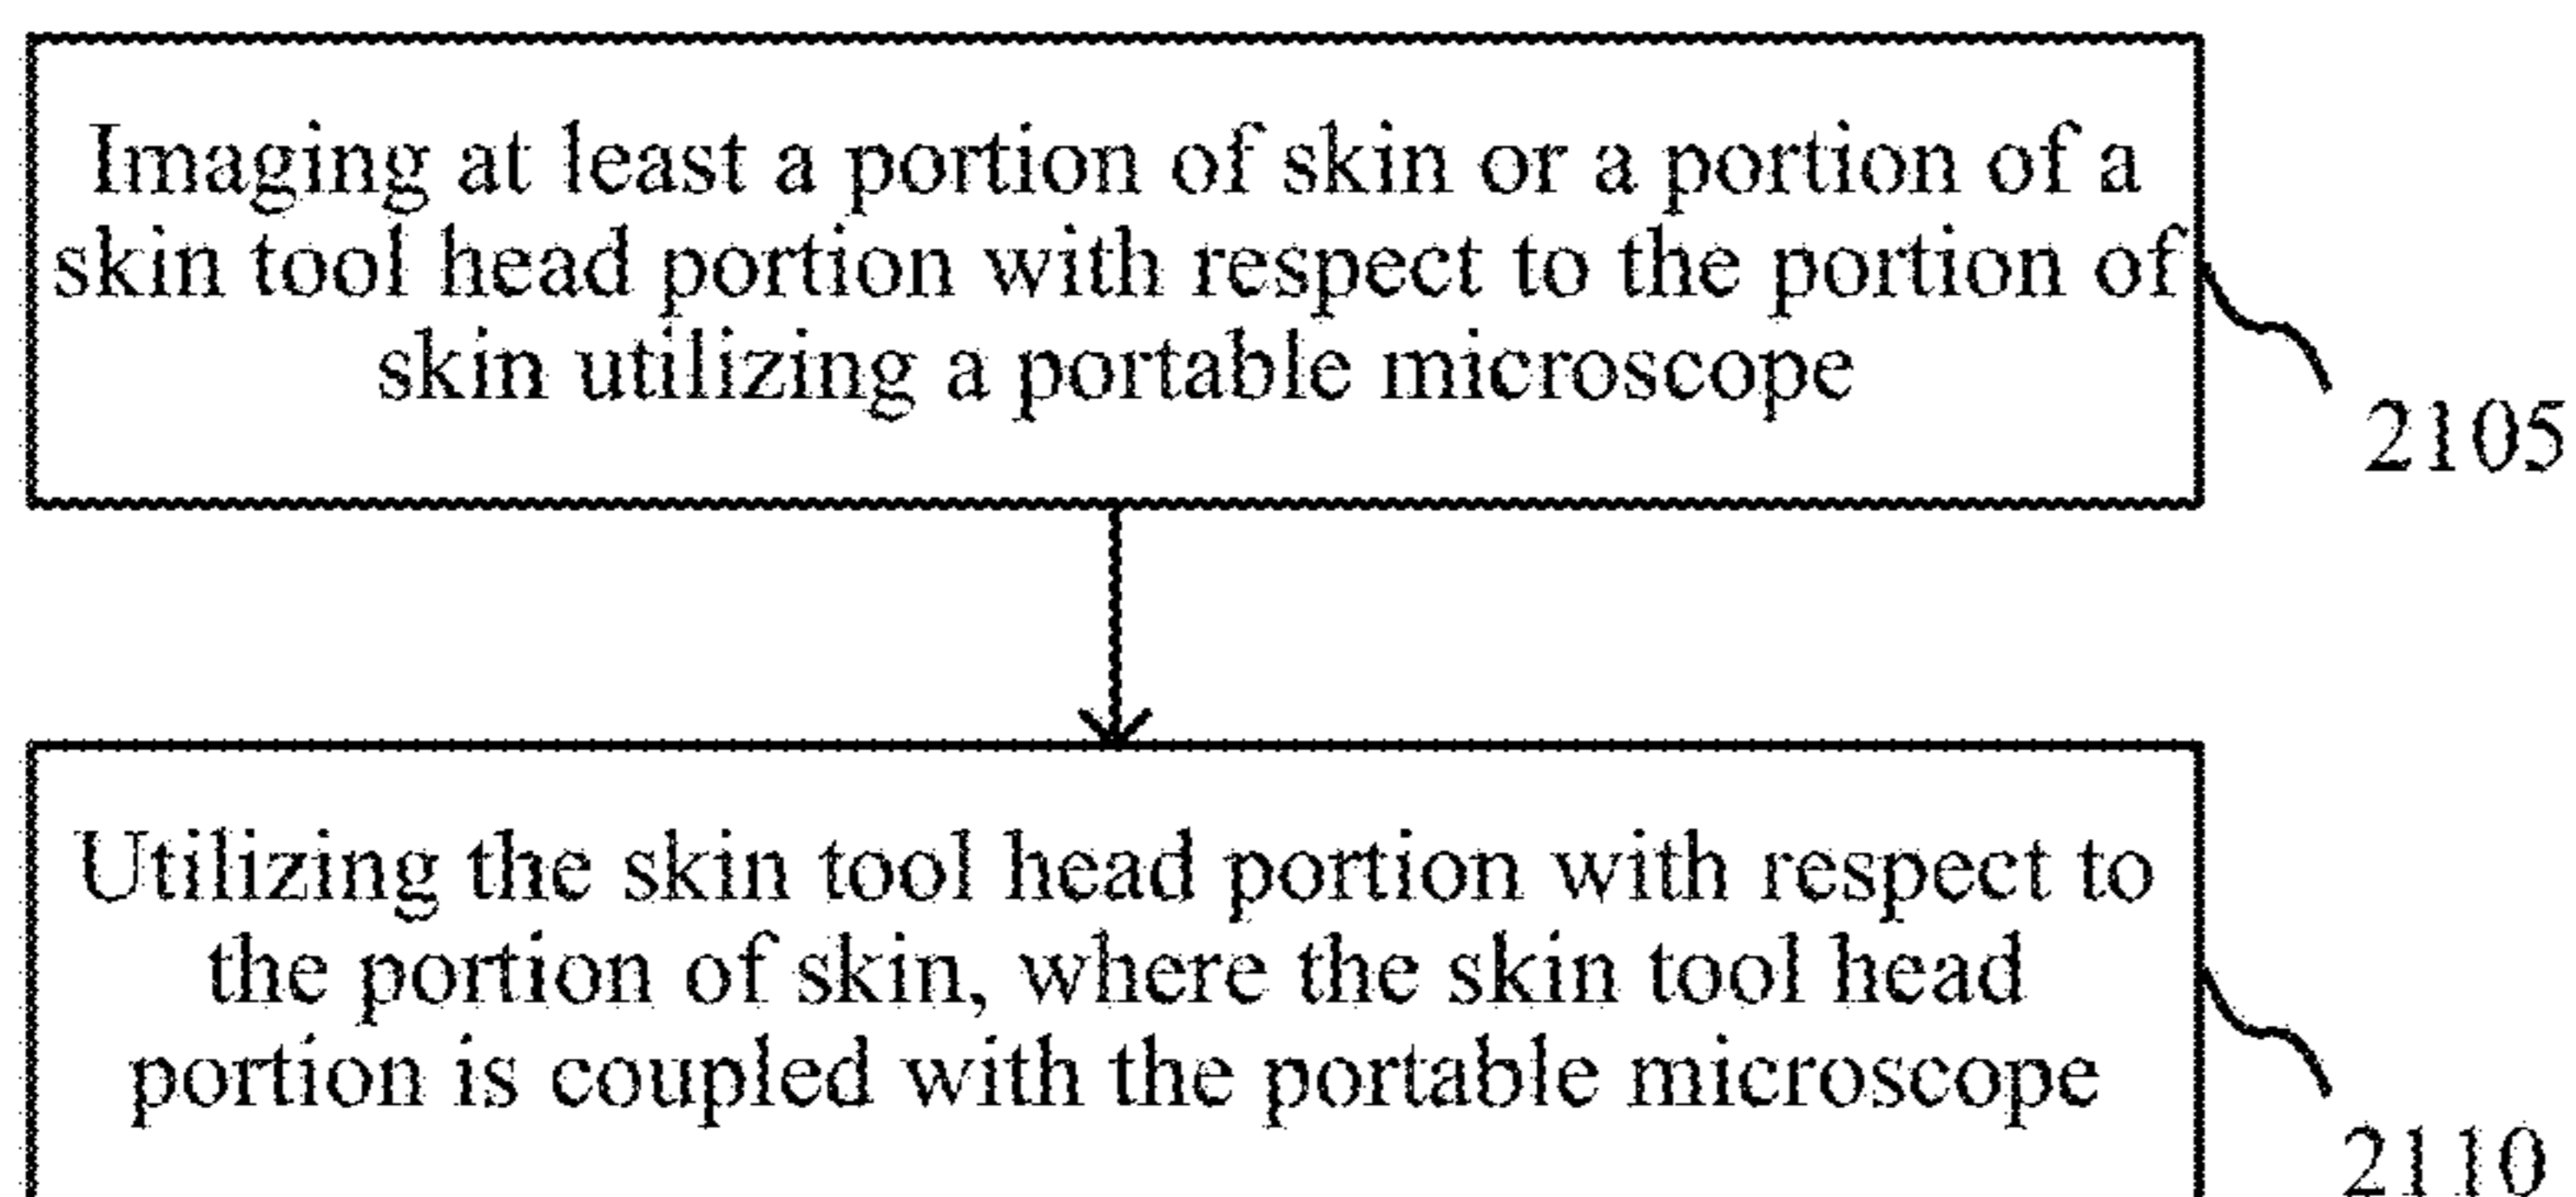 Imaging at least a portion of skin or a portion of a
skin tool head portion with respect to the portion of
skin utilizing a portable microscope
2105
Utilizing the skin tool head portion with respect to
the portion of skin, where the skin tool head
portion is coupled with the portable microscope
2110